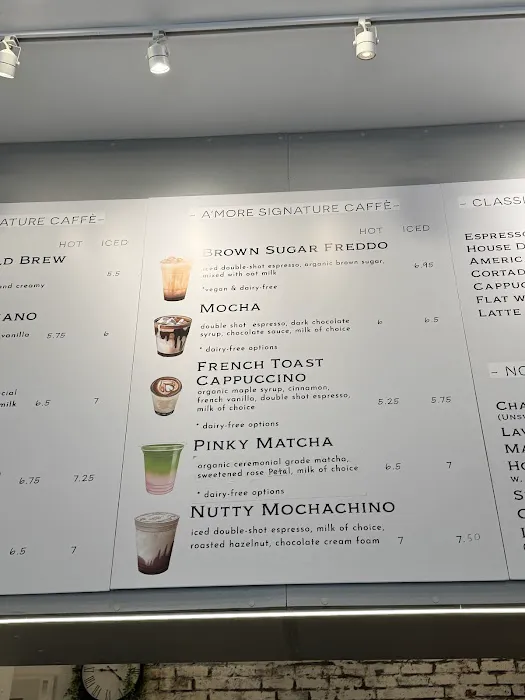 ATURE CAFFÈ–
HOT ICED
LD BREW
5.5
and creamy
ANO
vanilla 5.75 6
cial
milk 6.5 7
6.75 7.25
6.5 7
– A'MORE SIGNATURE CAFFÈ–
HOT ICED
BROWN SUGAR FREDDO
iced double-shot espresso, organic brown sugar, 6.95
mixed with oat milk
*vegan & dairy-free
MOCHA
double shot espresso, dark chocolate 6 6.5
syrup, chocolate sauce, milk of choice
* dairy-free options
FRENCH TOAST
CAPPUCCINO
organic maple syrup, cinnamon,
french vanilla, double shot espresso, 5.25 5.75
milk of choice
* dairy-free options
PINKY MATCHA
organic ceremonial grade matcha, 6.5 7
sweetened rose Petal, milk of choice
* dairy-free options
NUTTY MOCHACHINO
iced double-shot espresso, milk of choice,
roasted hazelnut, chocolate cream foam 7 7.50
– CLASSI
ESPRESSO
HOUSE D
AMERIC
CORTAD
CAPPUC
FLAT W
LATTE
– NO
CHA
(UNSW
LAV
MA
HO
W.
S